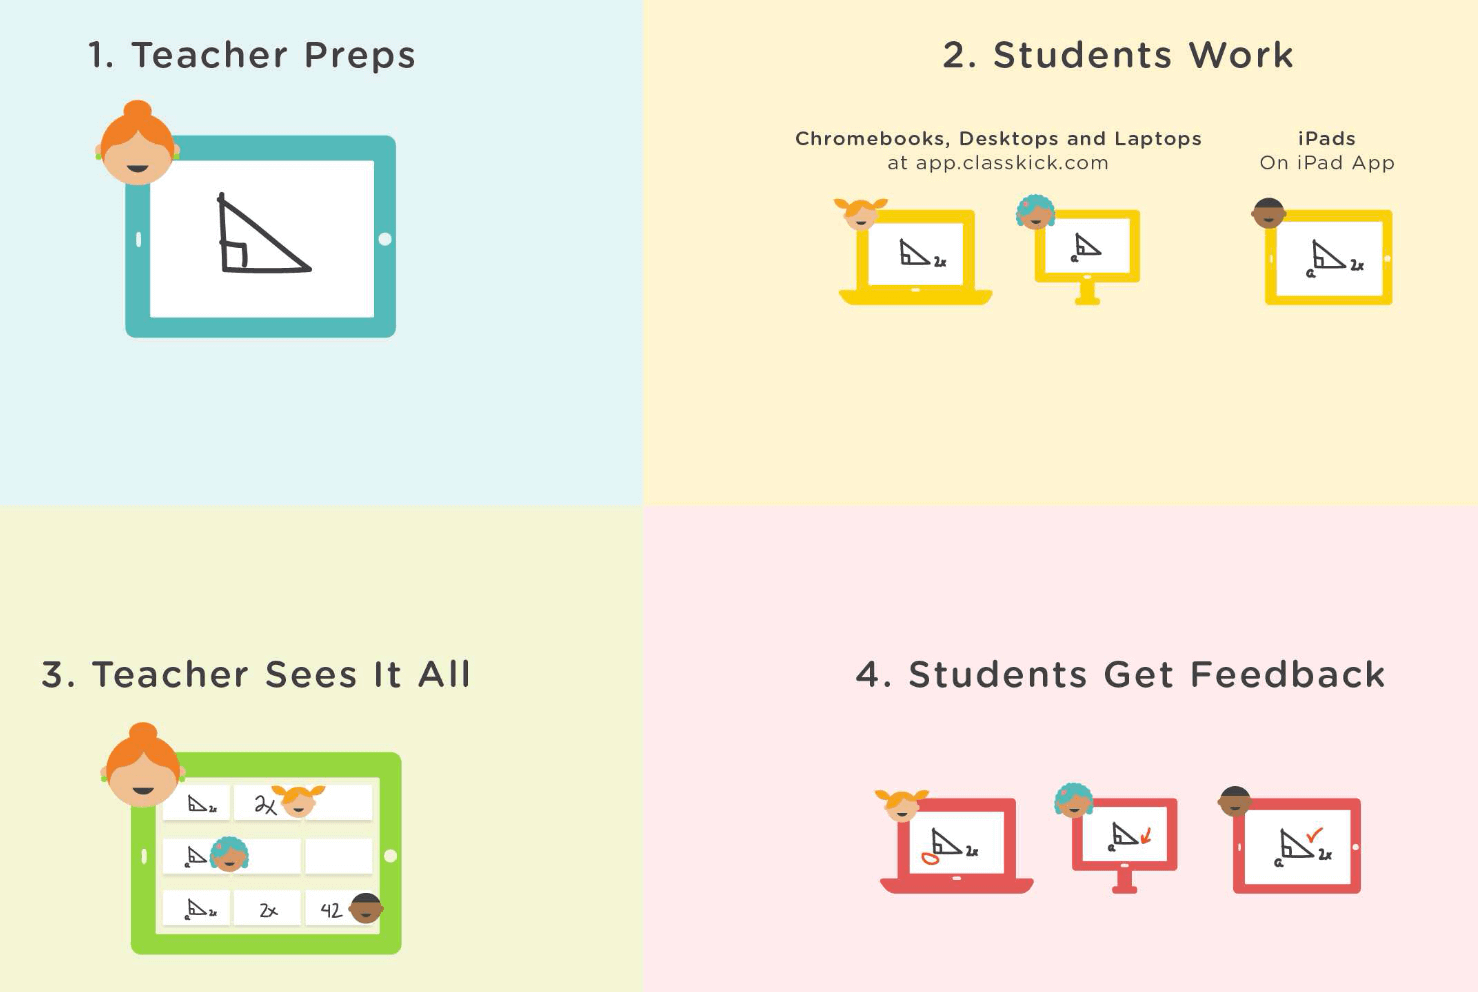 1. Teacher Preps
2. Students Work
Chromebooks, Desktops and Laptops
at app.classkick.com
iPads
On iPad App
2x
a
a 2x
3. Teacher Sees It All
2x 2x
a
a 2x 2x 42
4. Students Get Feedback
2x
a
a 2x